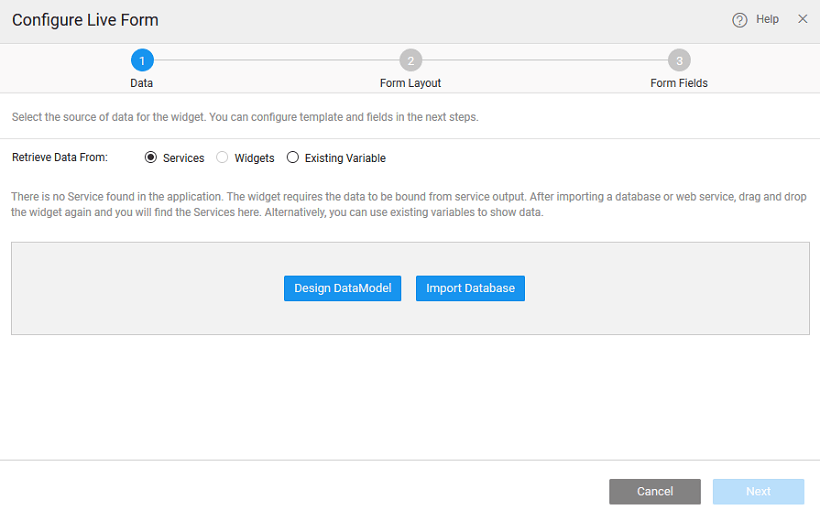 Configure Live Form
Help
1
2
3
Data
Form Layout
Form Fields
Select the source of data for the widget. You can configure template and fields in the next steps.
Retrieve Data From: Services Widgets Existing Variable
There is no Service found in the application. The widget requires the data to be bound from service output. After importing a database or web service, drag and drop
the widget again and you will find the Services here. Alternatively, you can use existing variables to show data.
Design DataModel Import Database
Cancel Next